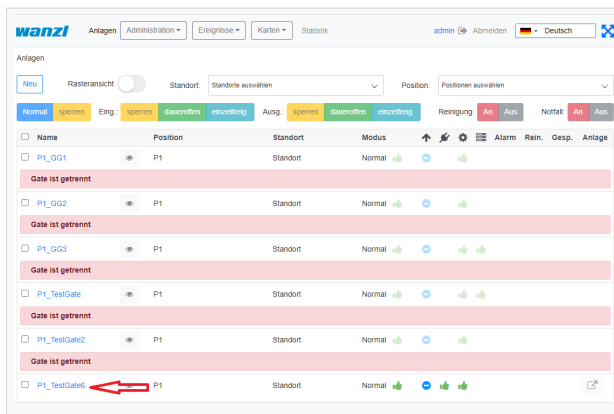 wanzl Anlagen Administration Ereignisse Karten Statistik admin Abmelden Deutsch
Anlagen
Neu Rasteransicht Standort: Standorte auswählen Position: Positionen auswählen
Normal sperren Eing.: sperren daueroffen einzelfreig. Ausg.: sperren daueroffen einzelfreig. Reinigung: An Aus Notfall: An Aus
Name Position Standort Modus Alarm Rein. Gesp. Anlage
P1_GG1 P1 Standort Normal
Gate ist getrennt
P1_GG2 P1 Standort Normal
Gate ist getrennt
P1_GG3 P1 Standort Normal
Gate ist getrennt
P1_TestGate P1 Standort Normal
Gate ist getrennt
P1_TestGate2 P1 Standort Normal
Gate ist getrennt
P1_TestGate6 P1 Standort Normal